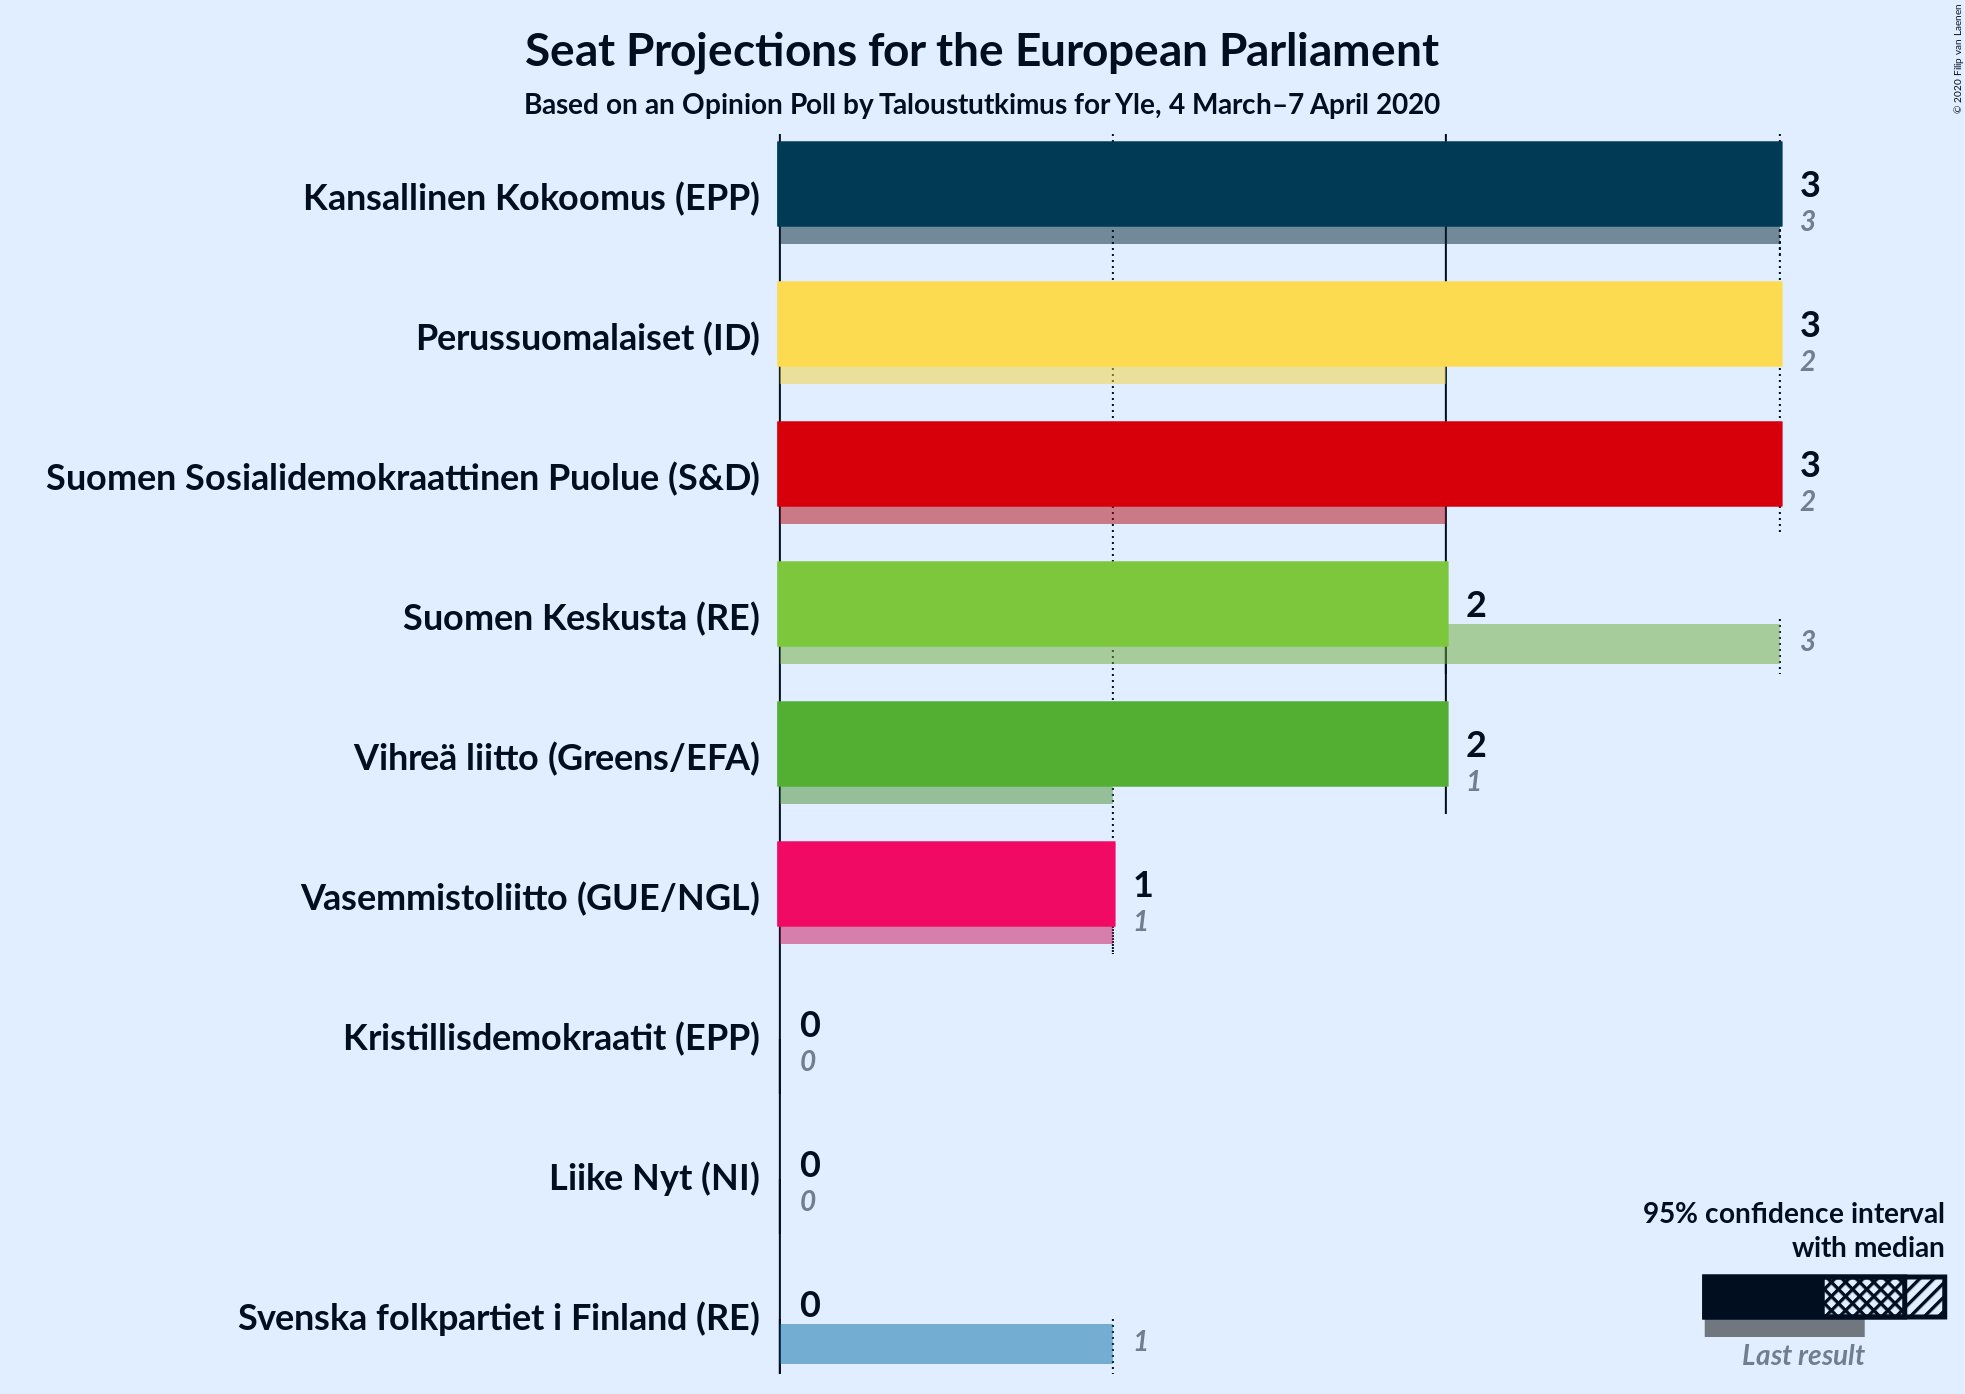 Seat Projections for the European Parliament
Based on an Opinion Poll by Taloustutkimus for Yle, 4 March–7 April 2020
© 2020 Filip van Laenen
Kansallinen Kokoomus (EPP)
3
3
Perussuomalaiset (ID)
3
2
Suomen Sosialidemokraattinen Puolue (S&D)
3
2
Suomen Keskusta (RE)
2
3
Vihreä liitto (Greens/EFA)
2
1
Vasemmistoliitto (GUE/NGL)
1
1
Kristillisdemokraatit (EPP)
0
0
Liike Nyt (NI)
0
0
Svenska folkpartiet i Finland (RE)
0
1
95% confidence interval
with median
Last result